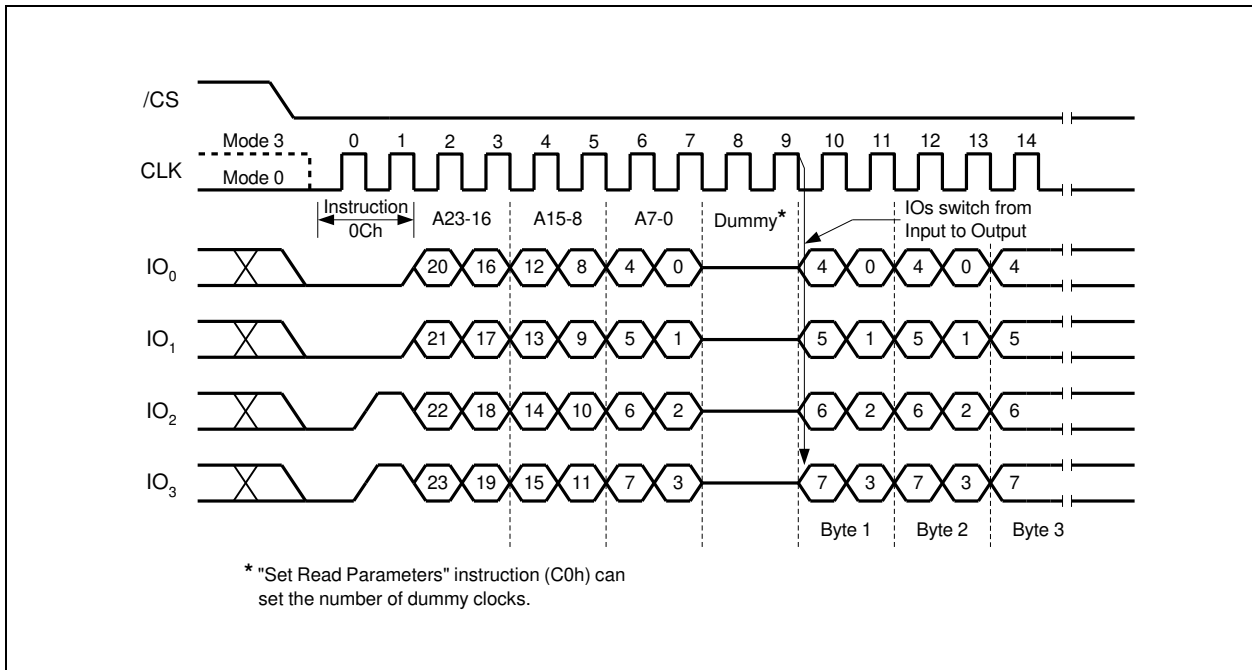 /CS
Mode 3 0 1 2 3 4 5 6 7 8 9 10 11 12 13 14
CLK
Mode 0
Instruction
0Ch
A23-16 A15-8 A7-0 Dummy*
IOs switch from
Input to Output
IO0 20 16 12 8 4 0 4 0 4 0 4
IO1 21 17 13 9 5 1 5 1 5 1 5
IO2 22 18 14 10 6 2 6 2 6 2 6
IO3 23 19 15 11 7 3 7 3 7 3 7
Byte 1 Byte 2 Byte 3
* "Set Read Parameters" instruction (C0h) can
set the number of dummy clocks.